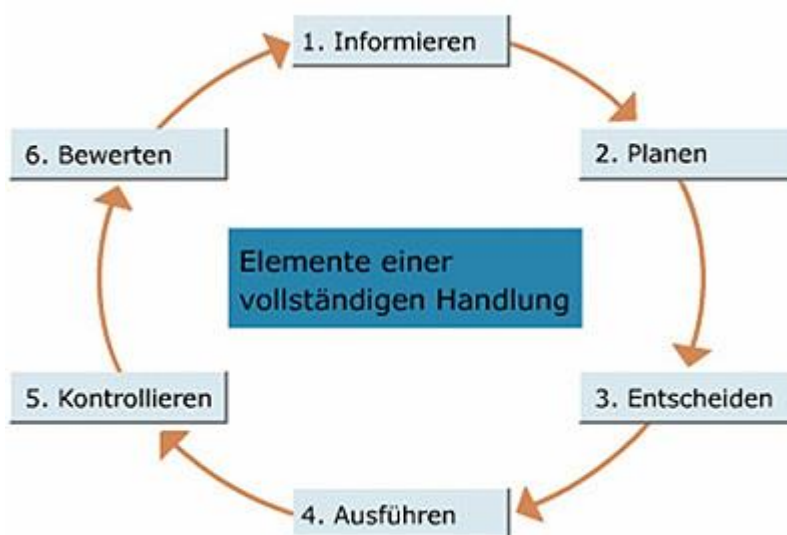 1. Informieren
2. Planen
3. Entscheiden
4. Ausführen
5. Kontrollieren
6. Bewerten
Elemente einer
vollständigen Handlung